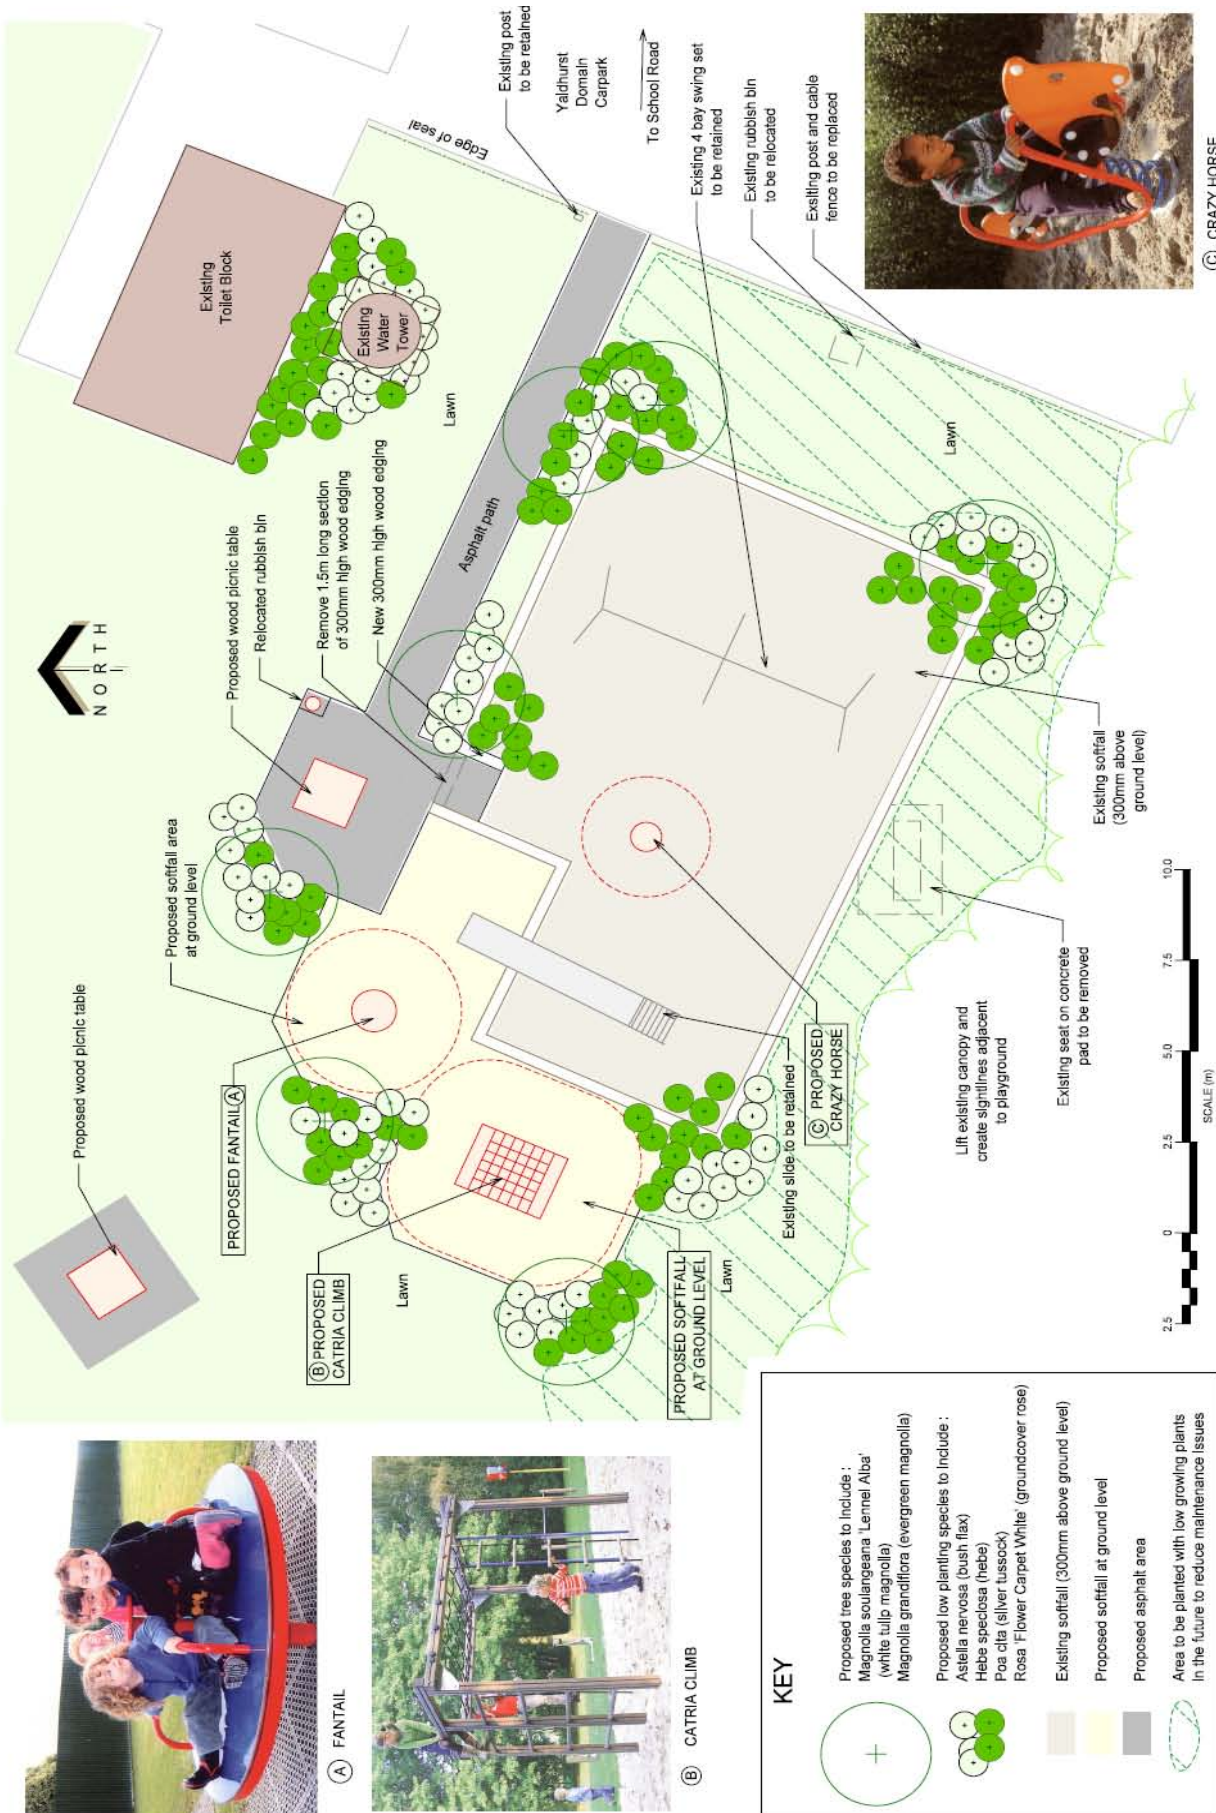 Existing post
to be retained
Yaldhurst
Domain
Carpark
To School Road
Edge of seal
Existing
Toilet Block
Existing
Water
Tower
Lawn
Existing 4 bay swing set
to be retained
Existing rubbish bin
to be relocated
Exsiting post and cable
fence to be replaced
Lawn
© CRAZY HORSE
NORTH
Proposed wood picnic table
Relocated rubbish bin
Remove 1.5m long section
of 300mm high wood edging
New 300mm high wood edging
Asphalt path
Proposed softfall area
at ground level
Proposed wood picnic table
PROPOSED FANTAIL Ⓐ
Ⓑ PROPOSED
CATRIA CLIMB
Lawn
PROPOSED SOFTFALL
AT GROUND LEVEL
Lawn
Existing slide to be retained
Ⓒ PROPOSED
CRAZY HORSE
Existing softfall
(300mm above
ground level)
Lift existing canopy and
create sightlines adjacent
to playground
Existing seat on concrete
pad to be removed
2.5 0 2.5 5.0 7.5 10.0
SCALE (m)
Ⓐ FANTAIL
Ⓑ CATRIA CLIMB
KEY
Proposed tree species to include :
Magnolia soulangeana 'Lennel Alba'
(white tulip magnolia)
Magnolia grandiflora (evergreen magnolia)
Proposed low planting species to include :
Astella nervosa (bush flax)
Hebe speciosa (hebe)
Poa cita (silver tussock)
Rosa 'Flower Carpet White' (groundcover rose)
Existing softfall (300mm above ground level)
Proposed softfall at ground level
Proposed asphalt area
Area to be planted with low growing plants
in the future to reduce maintenance issues